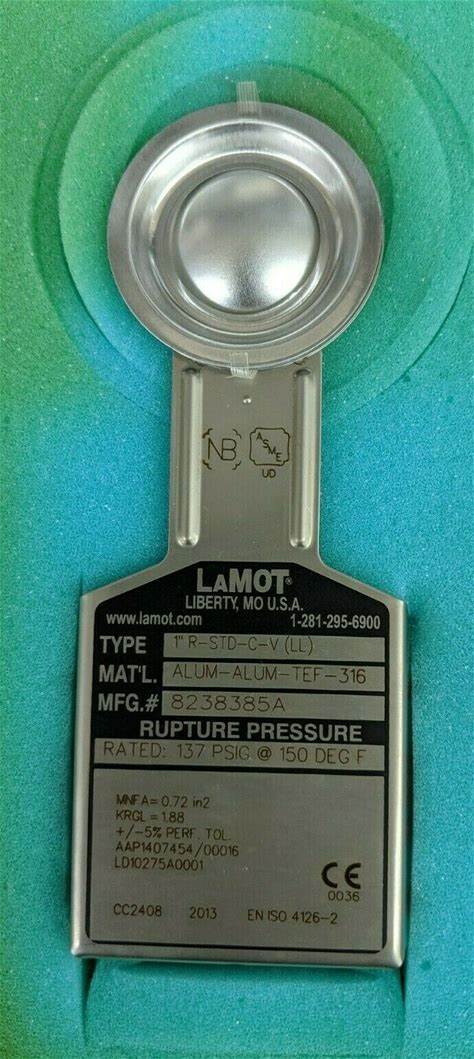 NB
ASME
UD
LAMOT®
LIBERTY, MO U.S.A.
www.lamot.com 1-281-295-6900
TYPE 1" R-STD-C-V (LL)
MAT'L. ALUM-ALUM-TEF-316
MFG.# 8238385A
RUPTURE PRESSURE
RATED: 137 PSIG @ 150 DEG F
MNFA= 0.72 in2
KRGL = 1.88
+/-5% PERF. TOL.
AAP1407454/00016
LD10275A0001
CE
0036
CC2408 2013 EN ISO 4126-2